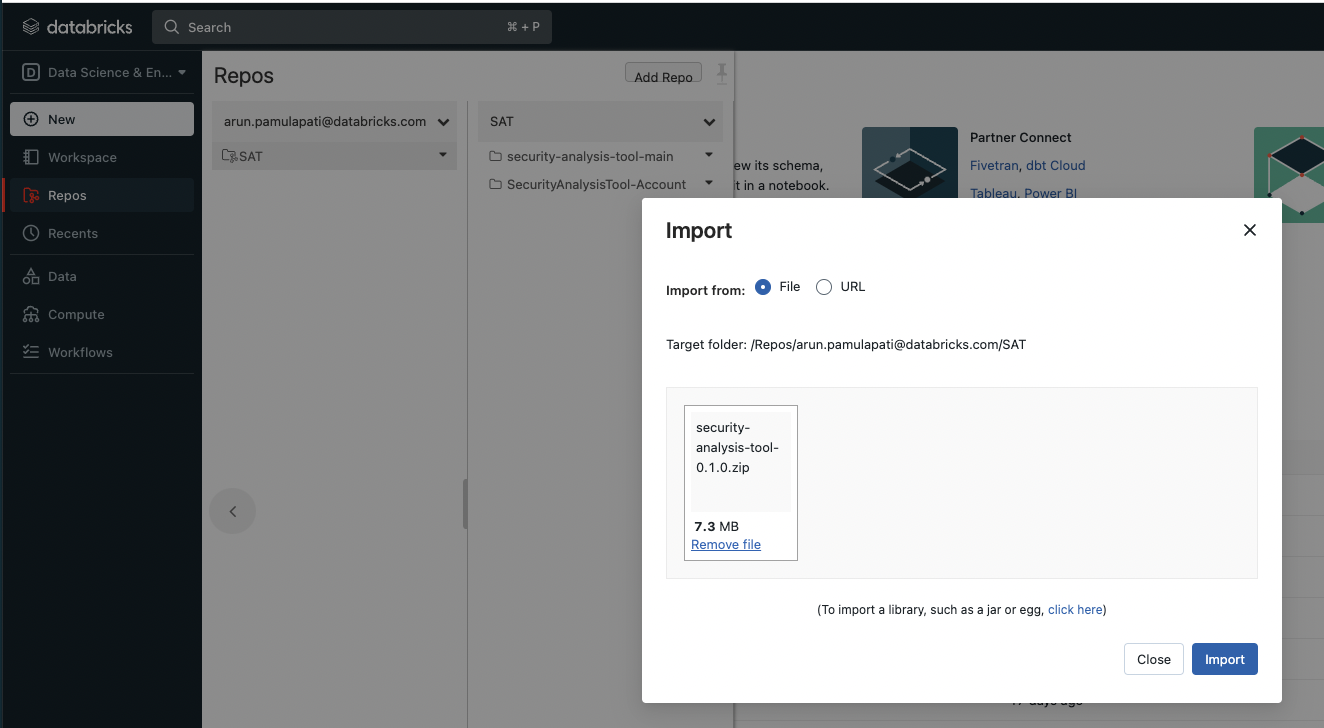 databricks
Search
⌘ + P
D
Data Science & En...
New
Workspace
Repos
Recents
Data
Compute
Workflows
Repos
Add Repo
arun.pamulapati@databricks.com
SAT
SAT
security-analysis-tool-main
SecurityAnalysisTool-Account
ew its schema,
t in a notebook.
Partner Connect
Fivetran, dbt Cloud
Tableau, Power BI
Import
Import from:
File
URL
Target folder: /Repos/arun.pamulapati@databricks.com/SAT
security-
analysis-tool-
0.1.0.zip
7.3 MB
Remove file
(To import a library, such as a jar or egg, click here)
Close
Import
17 days ago